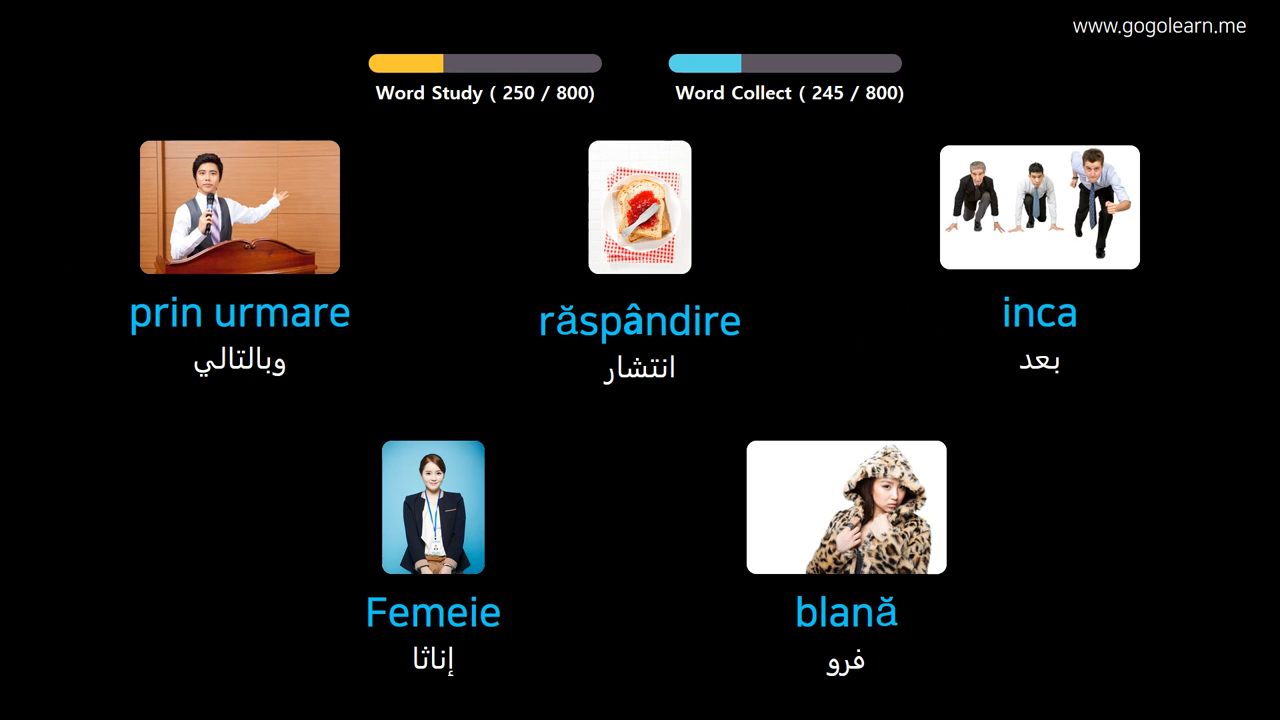 www.gogolearn.me
Word Study ( 250 / 800)
Word Collect ( 245 / 800)
prin urmare
وبالتالي
răspândire
انتشار
inca
بعد
Femeie
إناثا
blană
فرو